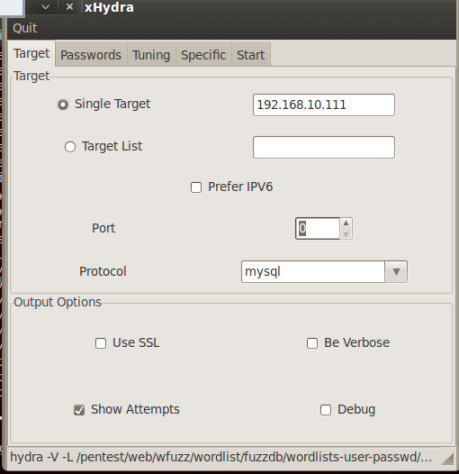 xHydra
Quit
Target Passwords Tuning Specific Start
Target
Single Target 192.168.10.111
Target List
Prefer IPV6
Port 0
Protocol mysql
Output Options
Use SSL Be Verbose
Show Attempts Debug
hydra -V -L /pentest/web/wfuzz/wordlist/fuzzdb/wordlists-user-passwd/...